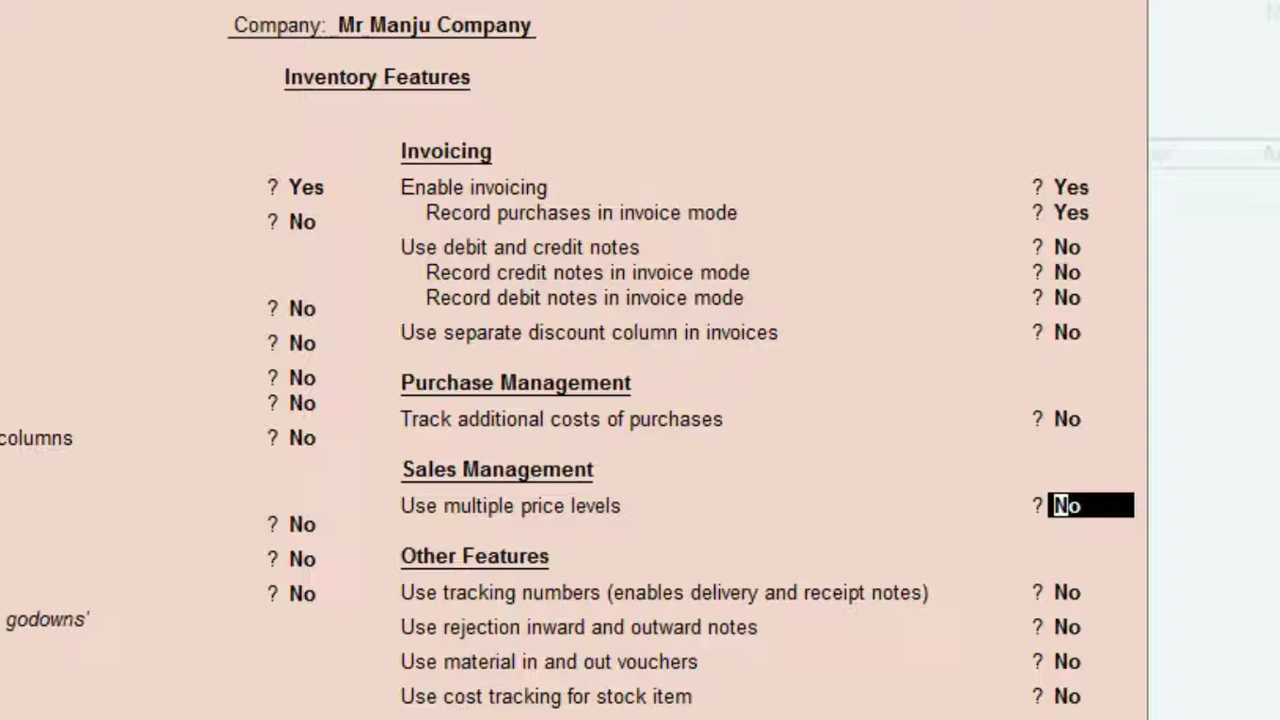 Company: Mr Manju Company
Inventory Features
Invoicing
? Yes Enable invoicing ? Yes
Record purchases in invoice mode ? Yes
? No
Use debit and credit notes ? No
Record credit notes in invoice mode ? No
Record debit notes in invoice mode ? No
? No
Use separate discount column in invoices ? No
? No
? No
Purchase Management
? No
Track additional costs of purchases ? No
columns ? No
Sales Management
Use multiple price levels ? No
? No
Other Features
? No
Use tracking numbers (enables delivery and receipt notes) ? No
? No
godowns'
Use rejection inward and outward notes ? No
Use material in and out vouchers ? No
Use cost tracking for stock item ? No